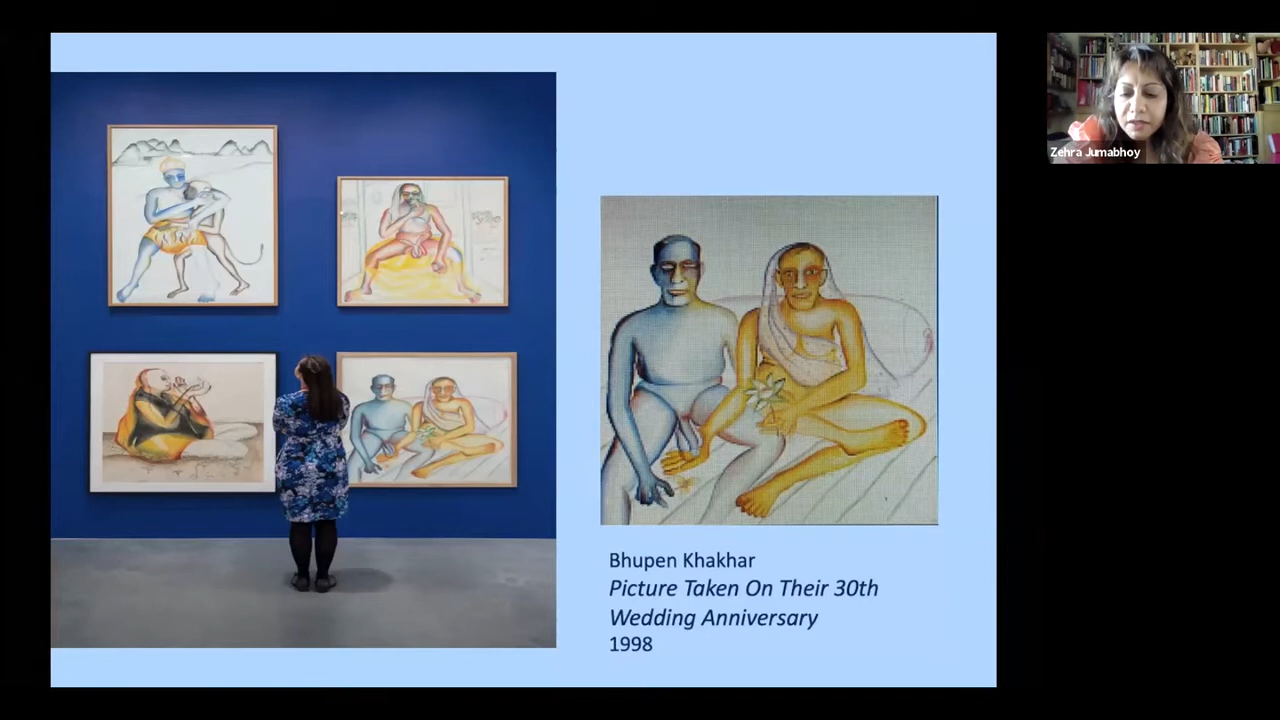 Zehra Jumabhoy
Bhupen Khakhar
Picture Taken On Their 30th
Wedding Anniversary
1998